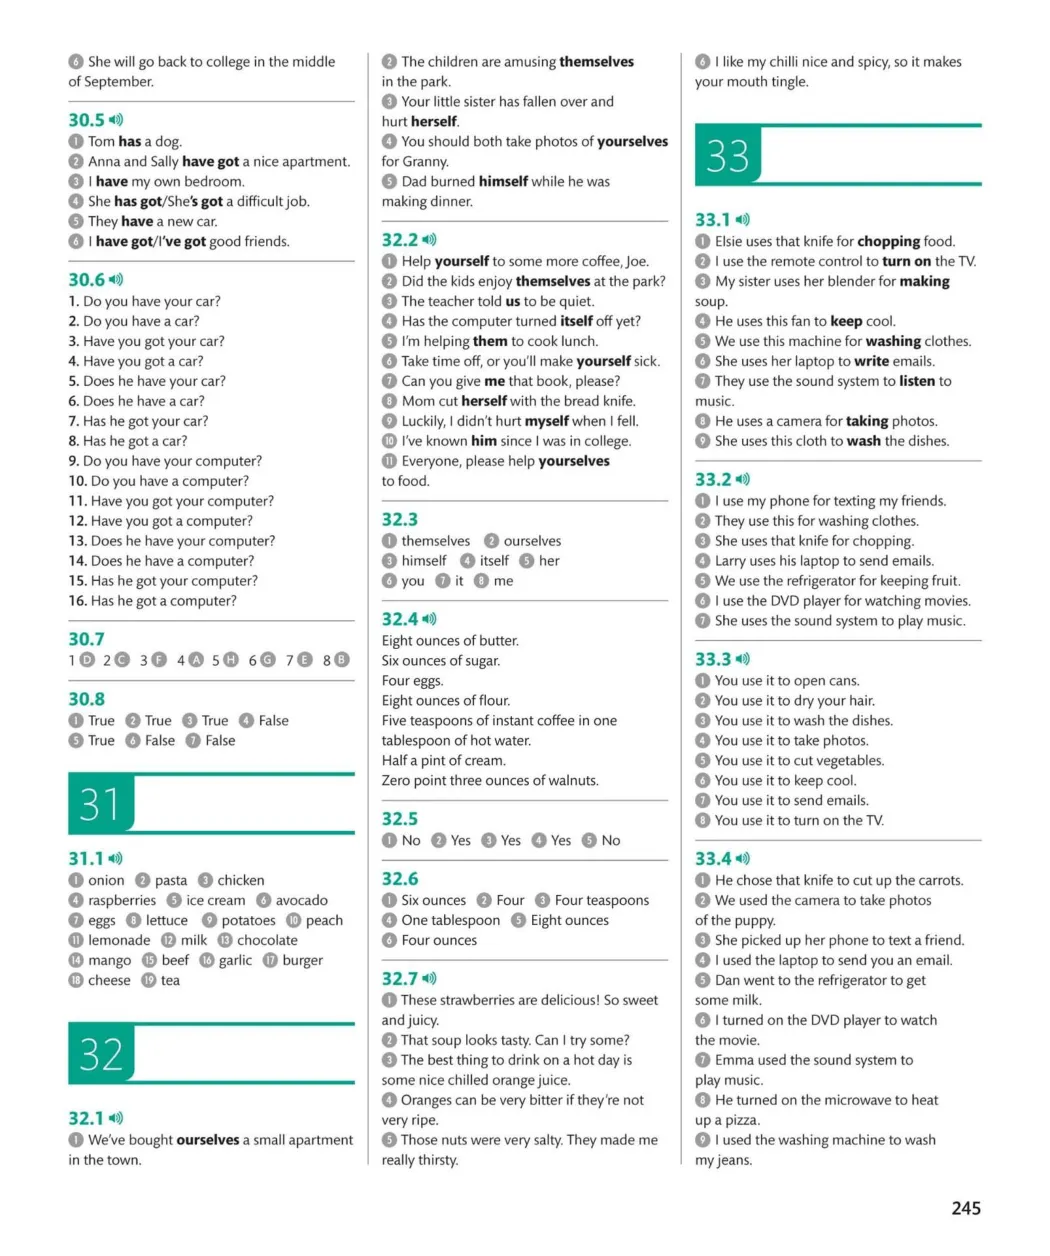 6 She will go back to college in the middle
of September.
30.5
1 Tom has a dog.
2 Anna and Sally have got a nice apartment.
3 I have my own bedroom.
4 She has got/She's got a difficult job.
5 They have a new car.
6 I have got/I've got good friends.
30.6
1. Do you have your car?
2. Do you have a car?
3. Have you got your car?
4. Have you got a car?
5. Does he have your car?
6. Does he have a car?
7. Has he got your car?
8. Has he got a car?
9. Do you have your computer?
10. Do you have a computer?
11. Have you got your computer?
12. Have you got a computer?
13. Does he have your computer?
14. Does he have a computer?
15. Has he got your computer?
16. Has he got a computer?
30.7
1 D 2 C 3 F 4 A 5 H 6 G 7 E 8 B
30.8
1 True 2 True 3 True 4 False
5 True 6 False 7 False
31
31.1
1 onion 2 pasta 3 chicken
4 raspberries 5 ice cream 6 avocado
7 eggs 8 lettuce 9 potatoes 10 peach
11 lemonade 12 milk 13 chocolate
14 mango 15 beef 16 garlic 17 burger
18 cheese 19 tea
32
32.1
1 We've bought ourselves a small apartment
in the town.
2 The children are amusing themselves
in the park.
3 Your little sister has fallen over and
hurt herself.
4 You should both take photos of yourselves
for Granny.
5 Dad burned himself while he was
making dinner.
32.2
1 Help yourself to some more coffee, Joe.
2 Did the kids enjoy themselves at the park?
3 The teacher told us to be quiet.
4 Has the computer turned itself off yet?
5 I'm helping them to cook lunch.
6 Take time off, or you'll make yourself sick.
7 Can you give me that book, please?
8 Mom cut herself with the bread knife.
9 Luckily, I didn't hurt myself when I fell.
10 I've known him since I was in college.
11 Everyone, please help yourselves
to food.
32.3
1 themselves 2 ourselves
3 himself 4 itself 5 her
6 you 7 it 8 me
32.4
Eight ounces of butter.
Six ounces of sugar.
Four eggs.
Eight ounces of flour.
Five teaspoons of instant coffee in one
tablespoon of hot water.
Half a pint of cream.
Zero point three ounces of walnuts.
32.5
1 No 2 Yes 3 Yes 4 Yes 5 No
32.6
1 Six ounces 2 Four 3 Four teaspoons
4 One tablespoon 5 Eight ounces
6 Four ounces
32.7
1 These strawberries are delicious! So sweet
and juicy.
2 That soup looks tasty. Can I try some?
3 The best thing to drink on a hot day is
some nice chilled orange juice.
4 Oranges can be very bitter if they're not
very ripe.
5 Those nuts were very salty. They made me
really thirsty.
6 I like my chilli nice and spicy, so it makes
your mouth tingle.
33
33.1
1 Elsie uses that knife for chopping food.
2 I use the remote control to turn on the TV.
3 My sister uses her blender for making
soup.
4 He uses this fan to keep cool.
5 We use this machine for washing clothes.
6 She uses her laptop to write emails.
7 They use the sound system to listen to
music.
8 He uses a camera for taking photos.
9 She uses this cloth to wash the dishes.
33.2
1 I use my phone for texting my friends.
2 They use this for washing clothes.
3 She uses that knife for chopping.
4 Larry uses his laptop to send emails.
5 We use the refrigerator for keeping fruit.
6 I use the DVD player for watching movies.
7 She uses the sound system to play music.
33.3
1 You use it to open cans.
2 You use it to dry your hair.
3 You use it to wash the dishes.
4 You use it to take photos.
5 You use it to cut vegetables.
6 You use it to keep cool.
7 You use it to send emails.
8 You use it to turn on the TV.
33.4
1 He chose that knife to cut up the carrots.
2 We used the camera to take photos
of the puppy.
3 She picked up her phone to text a friend.
4 I used the laptop to send you an email.
5 Dan went to the refrigerator to get
some milk.
6 I turned on the DVD player to watch
the movie.
7 Emma used the sound system to
play music.
8 He turned on the microwave to heat
up a pizza.
9 I used the washing machine to wash
my jeans.
245